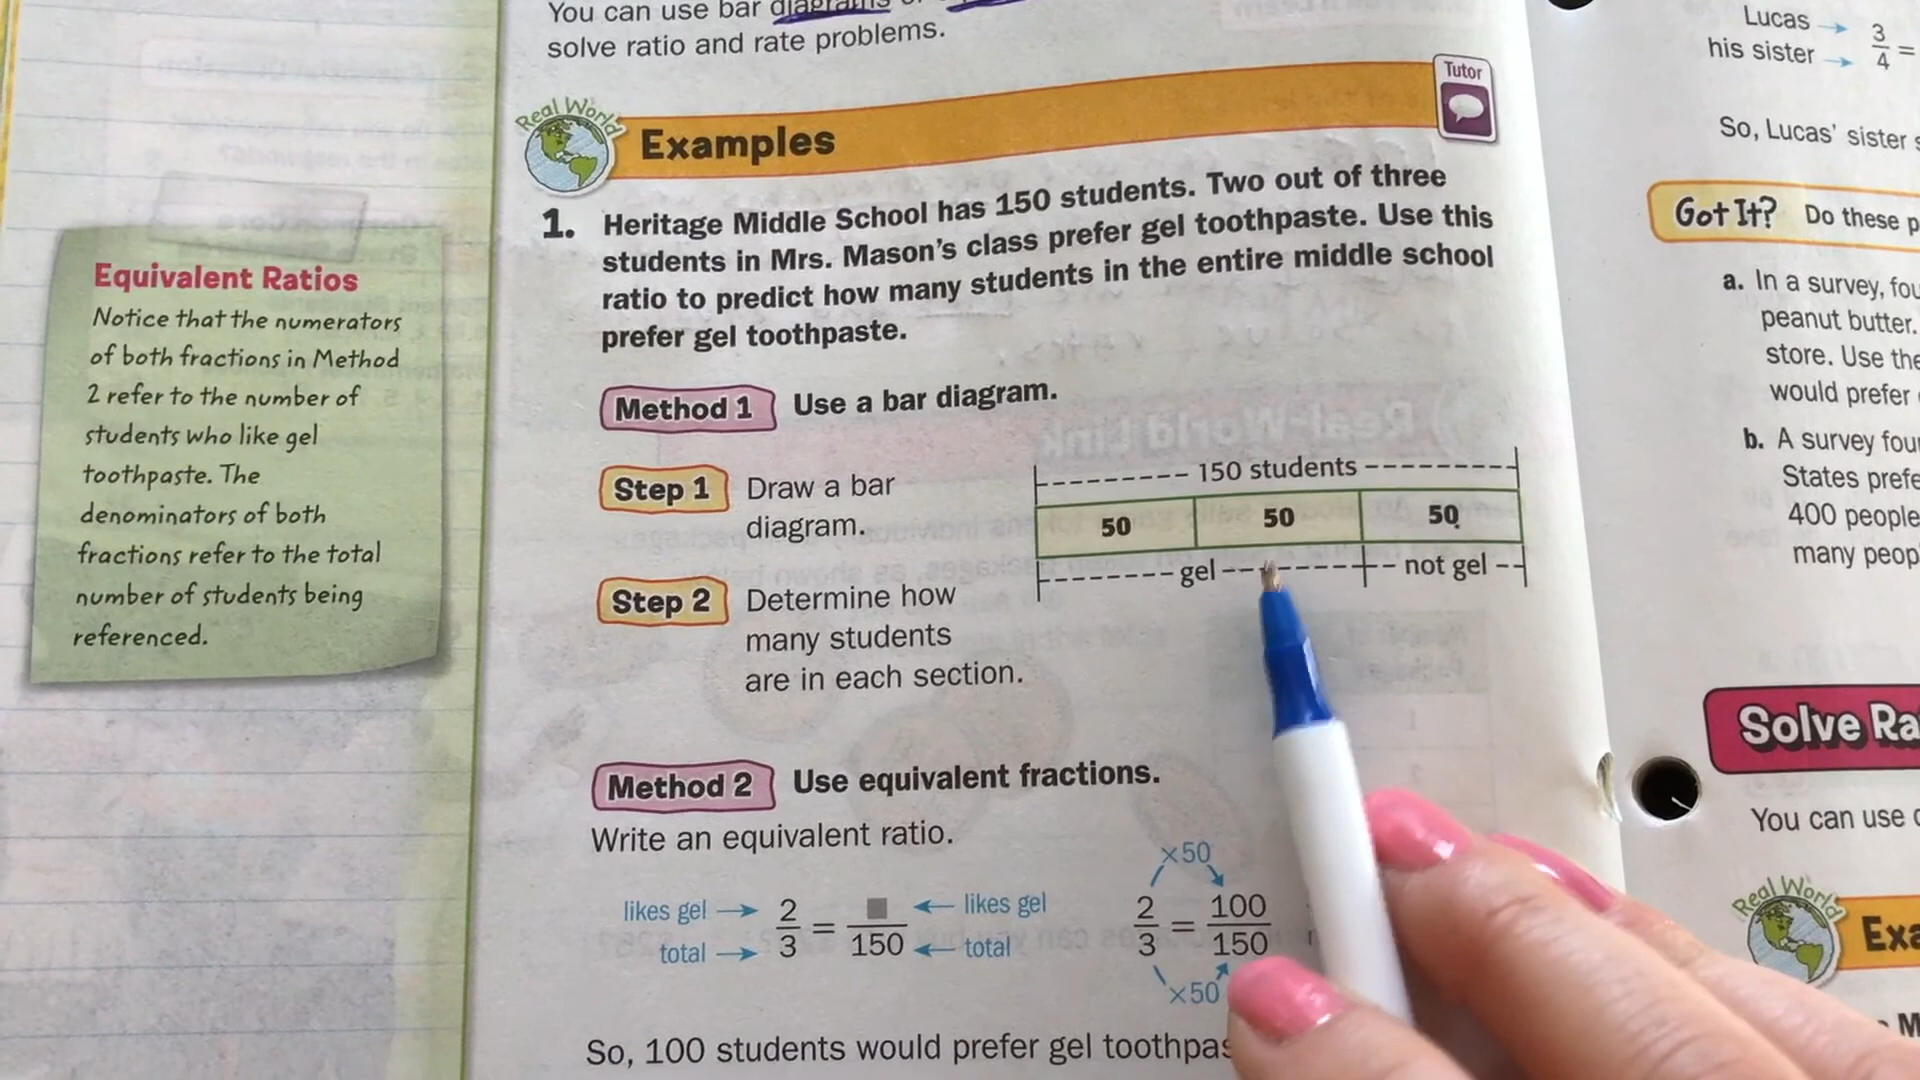 You can use bar diagrams
solve ratio and rate problems.
Tutor
Real World
Examples
1. Heritage Middle School has 150 students. Two out of three
students in Mrs. Mason's class prefer gel toothpaste. Use this
ratio to predict how many students in the entire middle school
prefer gel toothpaste.
Equivalent Ratios
Notice that the numerators
of both fractions in Method
2 refer to the number of
students who like gel
toothpaste. The
denominators of both
fractions refer to the total
number of students being
referenced.
Method 1 Use a bar diagram.
Step 1 Draw a bar
diagram.
150 students
50 50 50
gel not gel
Step 2 Determine how
many students
are in each section.
Method 2 Use equivalent fractions.
Write an equivalent ratio.
likes gel → 2/3 = ■/150 ← likes gel
total → ← total
×50
2/3 = 100/150
×50
So, 100 students would prefer gel
Lucas → 3/4 =
his sister →
So, Lucas' sister
Got It? Do these
a. In a survey,
peanut butter.
store. Use the
would prefer
b. A survey
States
400 people
many
Solve
You can use
Real World